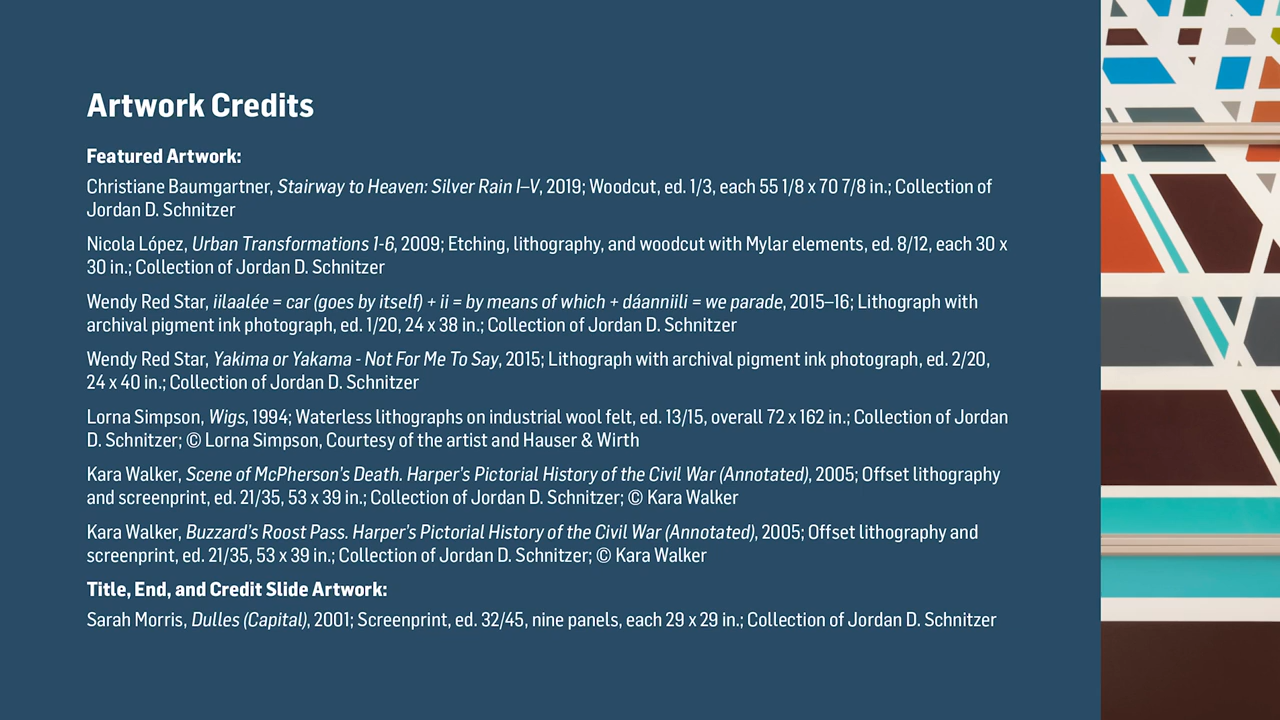 Artwork Credits
Featured Artwork:
Christiane Baumgartner, Stairway to Heaven: Silver Rain I–V, 2019; Woodcut, ed. 1/3, each 55 1/8 x 70 7/8 in.; Collection of
Jordan D. Schnitzer
Nicola López, Urban Transformations 1-6, 2009; Etching, lithography, and woodcut with Mylar elements, ed. 8/12, each 30 x
30 in.; Collection of Jordan D. Schnitzer
Wendy Red Star, iilaalée = car (goes by itself) + ii = by means of which + dáanniili = we parade, 2015–16; Lithograph with
archival pigment ink photograph, ed. 1/20, 24 x 38 in.; Collection of Jordan D. Schnitzer
Wendy Red Star, Yakima or Yakama - Not For Me To Say, 2015; Lithograph with archival pigment ink photograph, ed. 2/20,
24 x 40 in.; Collection of Jordan D. Schnitzer
Lorna Simpson, Wigs, 1994; Waterless lithographs on industrial wool felt, ed. 13/15, overall 72 x 162 in.; Collection of Jordan
D. Schnitzer; © Lorna Simpson, Courtesy of the artist and Hauser & Wirth
Kara Walker, Scene of McPherson's Death. Harper's Pictorial History of the Civil War (Annotated), 2005; Offset lithography
and screenprint, ed. 21/35, 53 x 39 in.; Collection of Jordan D. Schnitzer; © Kara Walker
Kara Walker, Buzzard's Roost Pass. Harper's Pictorial History of the Civil War (Annotated), 2005; Offset lithography and
screenprint, ed. 21/35, 53 x 39 in.; Collection of Jordan D. Schnitzer; © Kara Walker
Title, End, and Credit Slide Artwork:
Sarah Morris, Dulles (Capital), 2001; Screenprint, ed. 32/45, nine panels, each 29 x 29 in.; Collection of Jordan D. Schnitzer